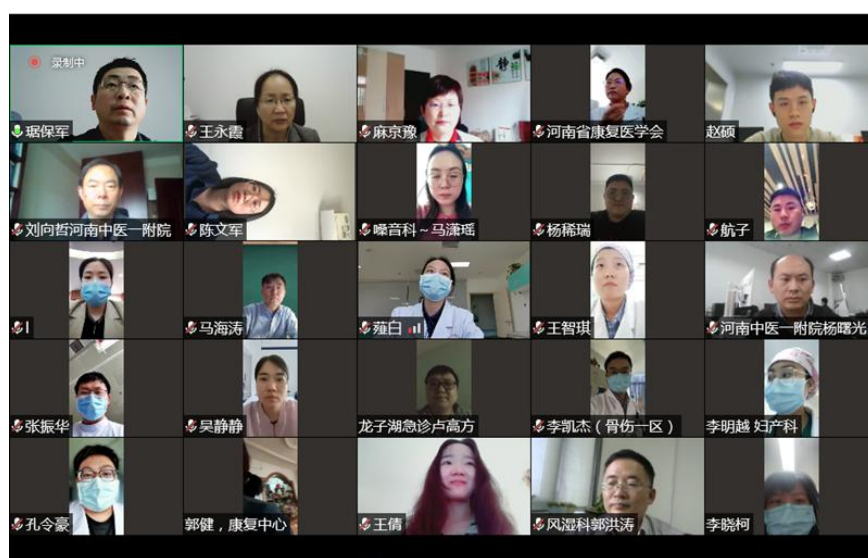 录制中
琚保军
王永霞
麻京豫
河南省康复医学会
赵硕
刘向哲河南中医一附院
陈文军
嗓音科～马潇瑶
杨稀瑞
航子
I
马海涛
薤白
王智琪
河南中医一附院杨曙光
张振华
吴静静
龙子湖急诊卢高方
李凯杰（骨伤一区）
李明越 妇产科
孔令豪
郭健，康复中心
王倩
风湿科郭洪涛
李晓柯
静